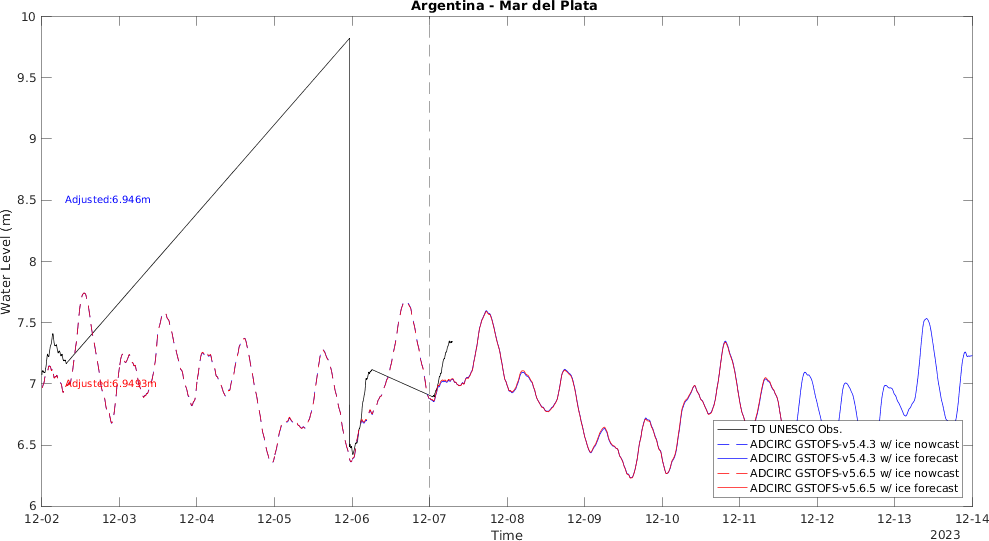 Argentina - Mar del Plata
10
9.5
9
8.5
8
7.5
7
6.5
6
Water Level (m)
Adjusted:6.946m
Adjusted:6.9493m
TD UNESCO Obs.
ADCIRC GSTOFS-v5.4.3 w/ ice nowcast
ADCIRC GSTOFS-v5.4.3 w/ ice forecast
ADCIRC GSTOFS-v5.6.5 w/ ice nowcast
ADCIRC GSTOFS-v5.6.5 w/ ice forecast
12-02 12-03 12-04 12-05 12-06 12-07 12-08 12-09 12-10 12-11 12-12 12-13 12-14
Time
2023